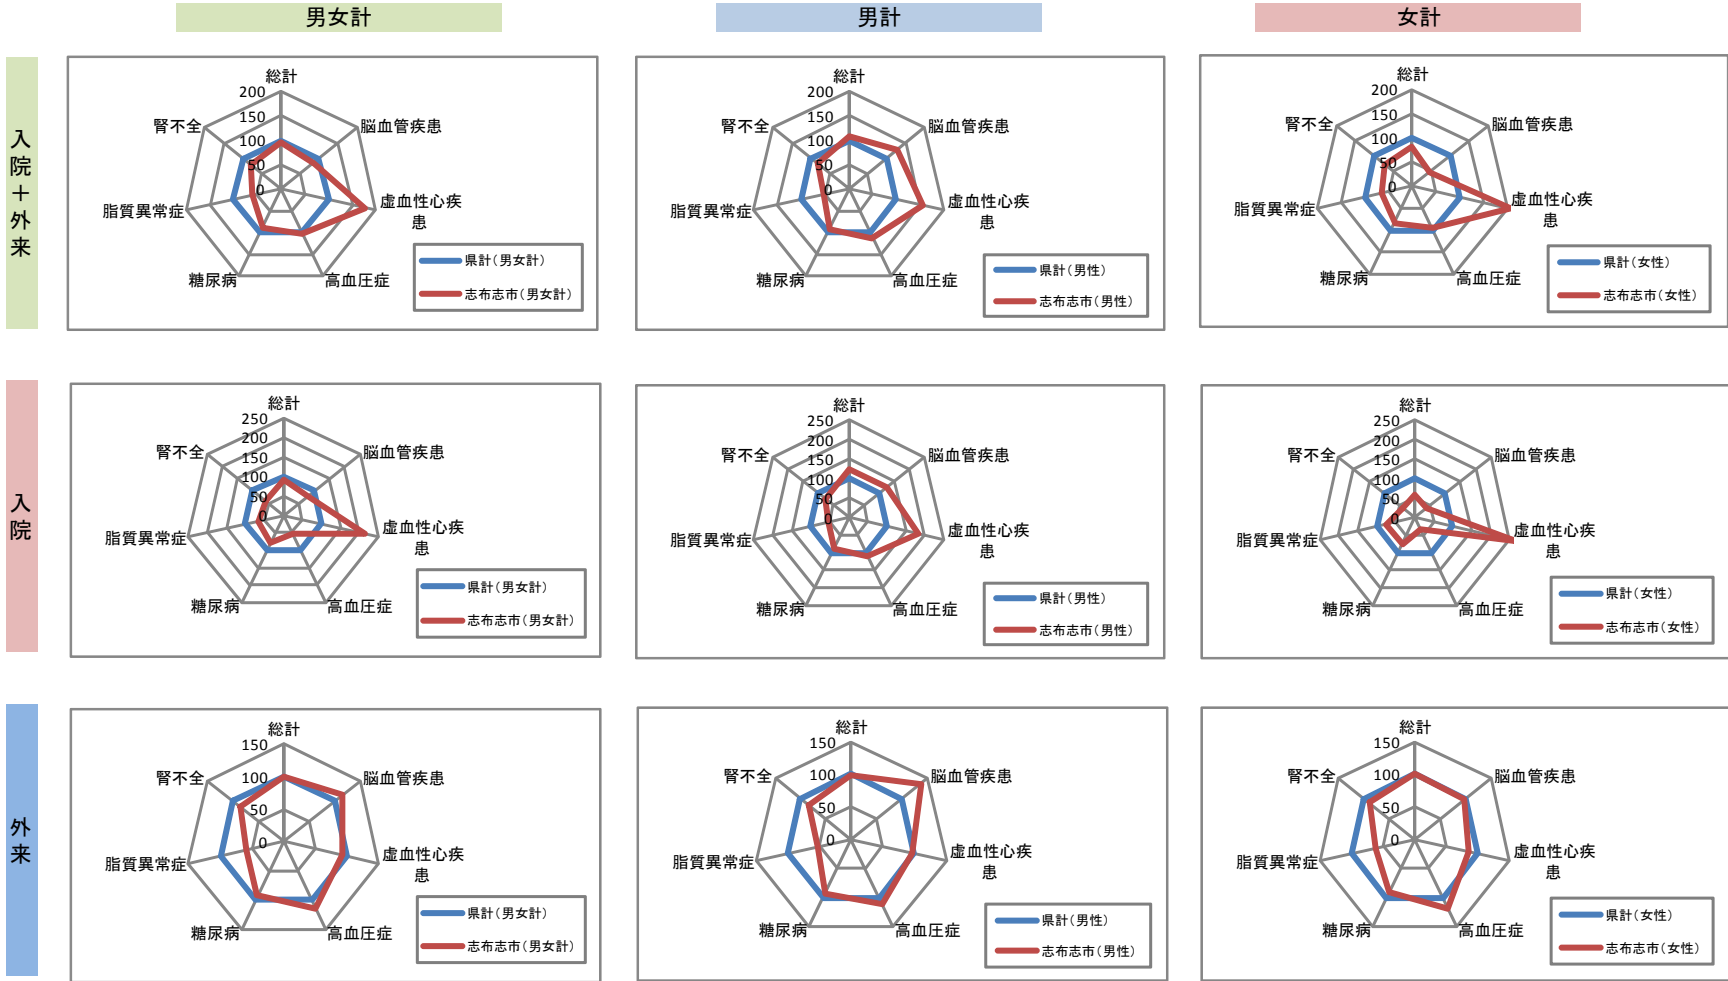 男女計
男計
女計
入院＋外来
総計
200
150
100
50
0
脳血管疾患
虚血性心疾
患
高血圧症
糖尿病
脂質異常症
腎不全
県計(男女計)
志布志市(男女計)
総計
200
150
100
50
0
脳血管疾患
虚血性心疾
患
高血圧症
糖尿病
脂質異常症
腎不全
県計(男性)
志布志市(男性)
総計
200
150
100
50
0
脳血管疾患
虚血性心疾
患
高血圧症
糖尿病
脂質異常症
腎不全
県計(女性)
志布志市(女性)
入院
総計
250
200
150
100
50
0
脳血管疾患
虚血性心疾
患
高血圧症
糖尿病
脂質異常症
腎不全
県計(男女計)
志布志市(男女計)
総計
250
200
150
100
50
0
脳血管疾患
虚血性心疾
患
高血圧症
糖尿病
脂質異常症
腎不全
県計(男性)
志布志市(男性)
総計
250
200
150
100
50
0
脳血管疾患
虚血性心疾
患
高血圧症
糖尿病
脂質異常症
腎不全
県計(女性)
志布志市(女性)
外来
総計
150
100
50
0
脳血管疾患
虚血性心疾
患
高血圧症
糖尿病
脂質異常症
腎不全
県計(男女計)
志布志市(男女計)
総計
150
100
50
0
脳血管疾患
虚血性心疾
患
高血圧症
糖尿病
脂質異常症
腎不全
県計(男性)
志布志市(男性)
総計
150
100
50
0
脳血管疾患
虚血性心疾
患
高血圧症
糖尿病
脂質異常症
腎不全
県計(女性)
志布志市(女性)